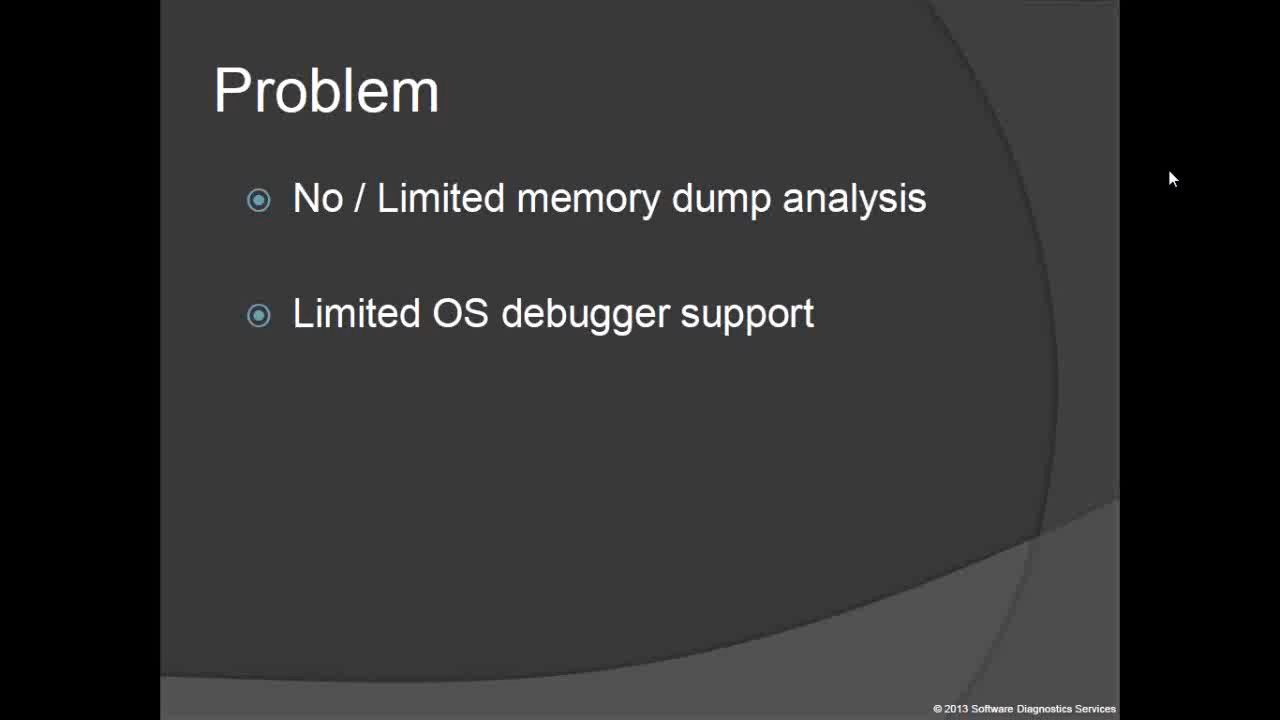 Problem
No / Limited memory dump analysis
Limited OS debugger support
© 2013 Software Diagnostics Services